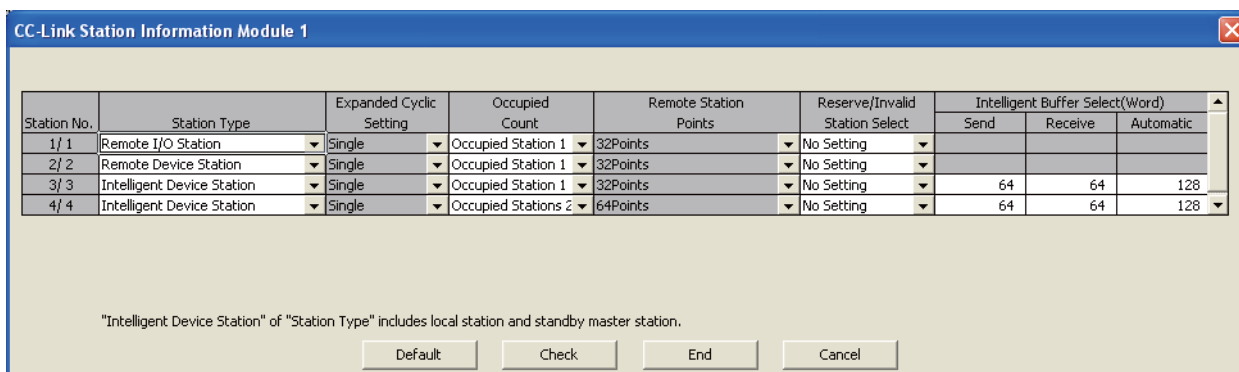 CC-Link Station Information Module 1
Expanded Cyclic Occupied Remote Station Reserve/Invalid Intelligent Buffer Select(Word)
Station No. Station Type Setting Count Points Station Select Send Receive Automatic
1/ 1 Remote I/O Station Single Occupied Station 1 32Points No Setting
2/ 2 Remote Device Station Single Occupied Station 1 32Points No Setting
3/ 3 Intelligent Device Station Single Occupied Station 1 32Points No Setting 64 64 128
4/ 4 Intelligent Device Station Single Occupied Stations 2 64Points No Setting 64 64 128
"Intelligent Device Station" of "Station Type" includes local station and standby master station.
Default Check End Cancel